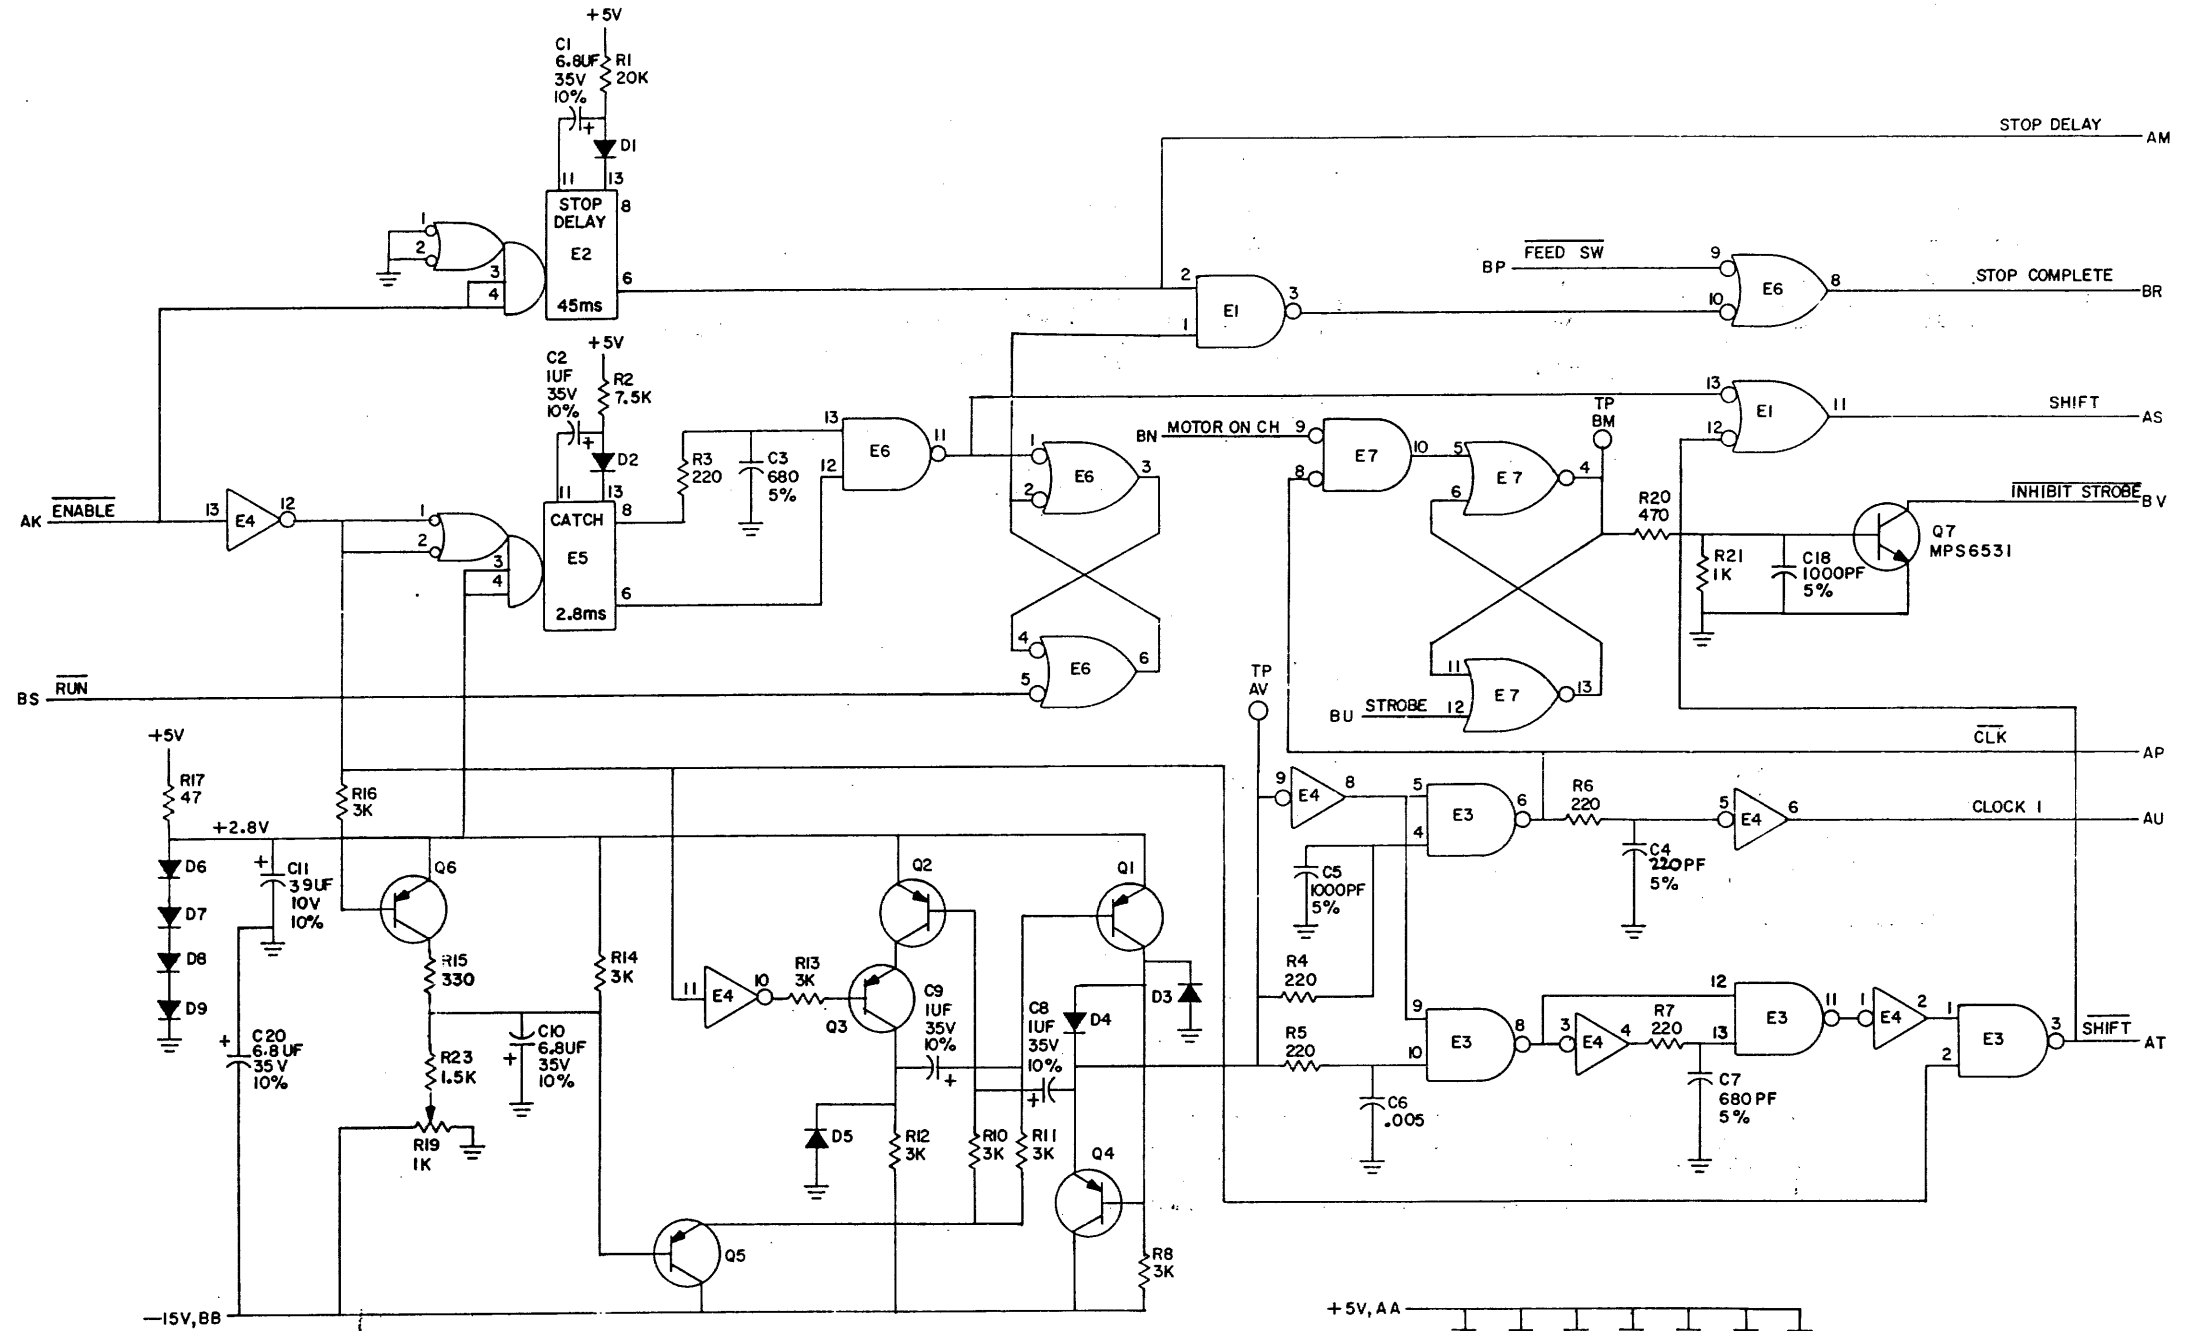 +5V
C1
6.8UF
35V
10%
R1
20K
D1
11
13
STOP
DELAY
E2
45ms
8
6
1
2
3
4
STOP DELAY
AM
2
1
E1
3
FEED SW
BP
9
10
E6
8
STOP COMPLETE
BR
+5V
C2
1UF
35V
10%
R2
7.5K
D2
11
13
CATCH
E5
2.8ms
8
6
1
2
3
4
AK
ENABLE
13
E4
12
R3
220
C3
680
5%
13
12
E6
11
1
2
E6
3
4
5
E6
6
BS
RUN
BN
MOTOR ON CH
9
8
E7
10
5
6
E7
4
TP
BM
11
12
E7
13
BU
STROBE
13
12
E1
11
SHIFT
AS
R20
470
R21
1K
C18
1000PF
5%
Q7
MPS6531
INHIBIT STROBE
BV
TP
AV
CLK
AP
+5V
R17
47
+2.8V
D6
D7
D8
D9
C11
39UF
10V
10%
C20
6.8UF
35V
10%
R16
3K
Q6
R15
330
R23
1.5K
R19
1K
C10
6.8UF
35V
10%
R14
3K
11
E4
10
R13
3K
Q2
Q3
C9
1UF
35V
10%
C8
1UF
35V
10%
Q1
D3
D4
D5
R12
3K
R10
3K
R11
3K
Q4
Q5
R8
3K
−15V,BB
9
E4
8
5
4
E3
6
R6
220
C4
220PF
5%
5
E4
6
CLOCK 1
AU
C5
1000PF
5%
R4
220
R5
220
C6
.005
9
10
E3
8
3
E4
4
R7
220
C7
680PF
5%
12
13
E3
11
1
E4
2
1
2
E3
3
SHIFT
AT
+5V,AA